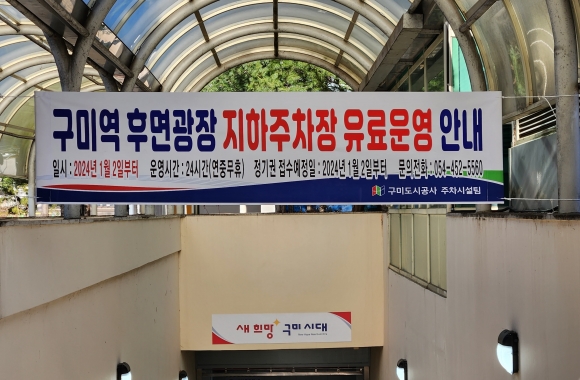 구미역 후면광장 지하주차장 유료운영 안내
일시 : 2024년 1월 2일부터 운영시간 : 24시간(연중무휴) 정기권 접수예정일 : 2024년 1월 2일부터 문의전화 : 054-452-5560
구미도시공사 주차시설팀
새 희망 구미시대